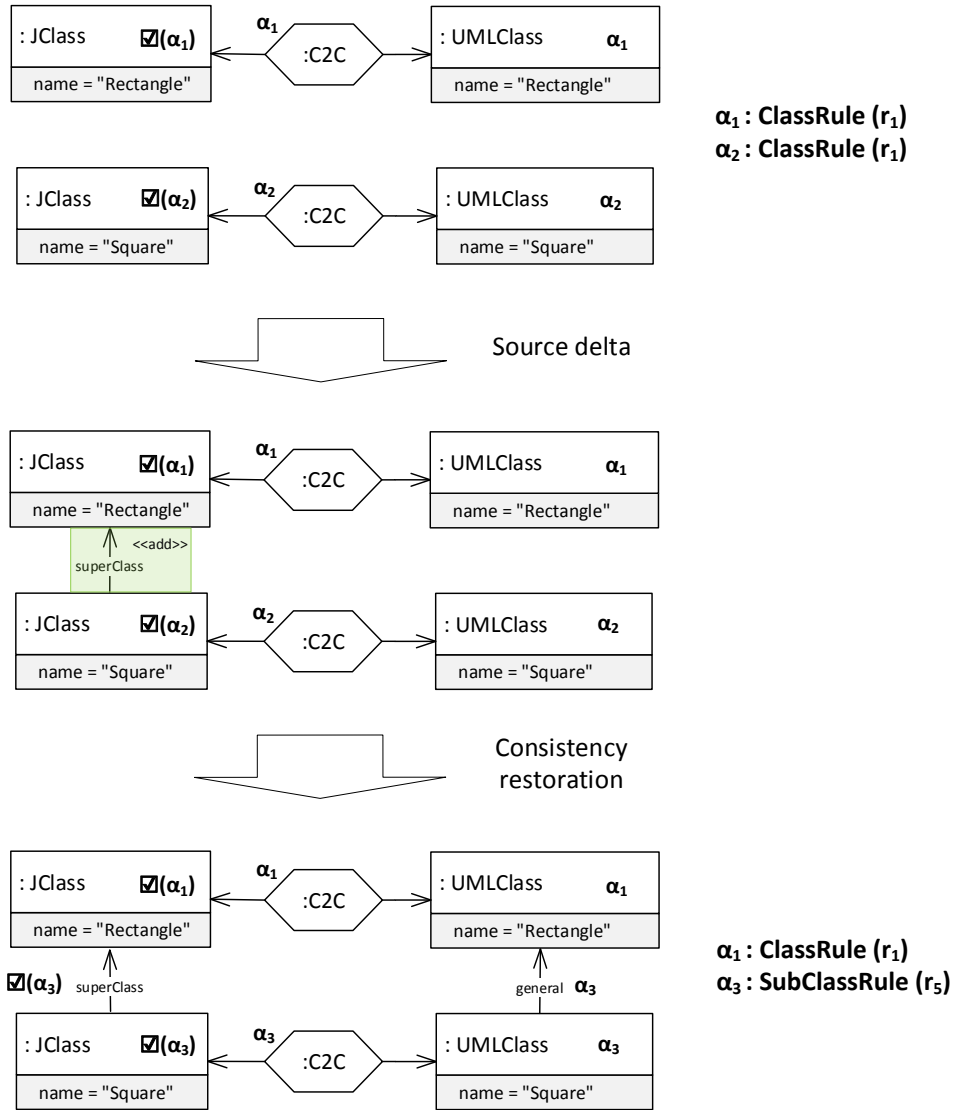 α₁
: JClass ☑(α₁) :C2C : UMLClass α₁
name = "Rectangle" name = "Rectangle"
α₁ : ClassRule (r₁)
α₂ : ClassRule (r₁)
α₂
: JClass ☑(α₂) :C2C : UMLClass α₂
name = "Square" name = "Square"
Source delta
α₁
: JClass ☑(α₁) :C2C : UMLClass α₁
name = "Rectangle" name = "Rectangle"
<<add>>
superClass
α₂
: JClass ☑(α₂) :C2C : UMLClass α₂
name = "Square" name = "Square"
Consistency
restoration
α₁
: JClass ☑(α₁) :C2C : UMLClass α₁
name = "Rectangle" name = "Rectangle"
α₁ : ClassRule (r₁)
α₃ : SubClassRule (r₅)
☑(α₃) superClass general α₃
α₃
: JClass ☑(α₃) :C2C : UMLClass α₃
name = "Square" name = "Square"